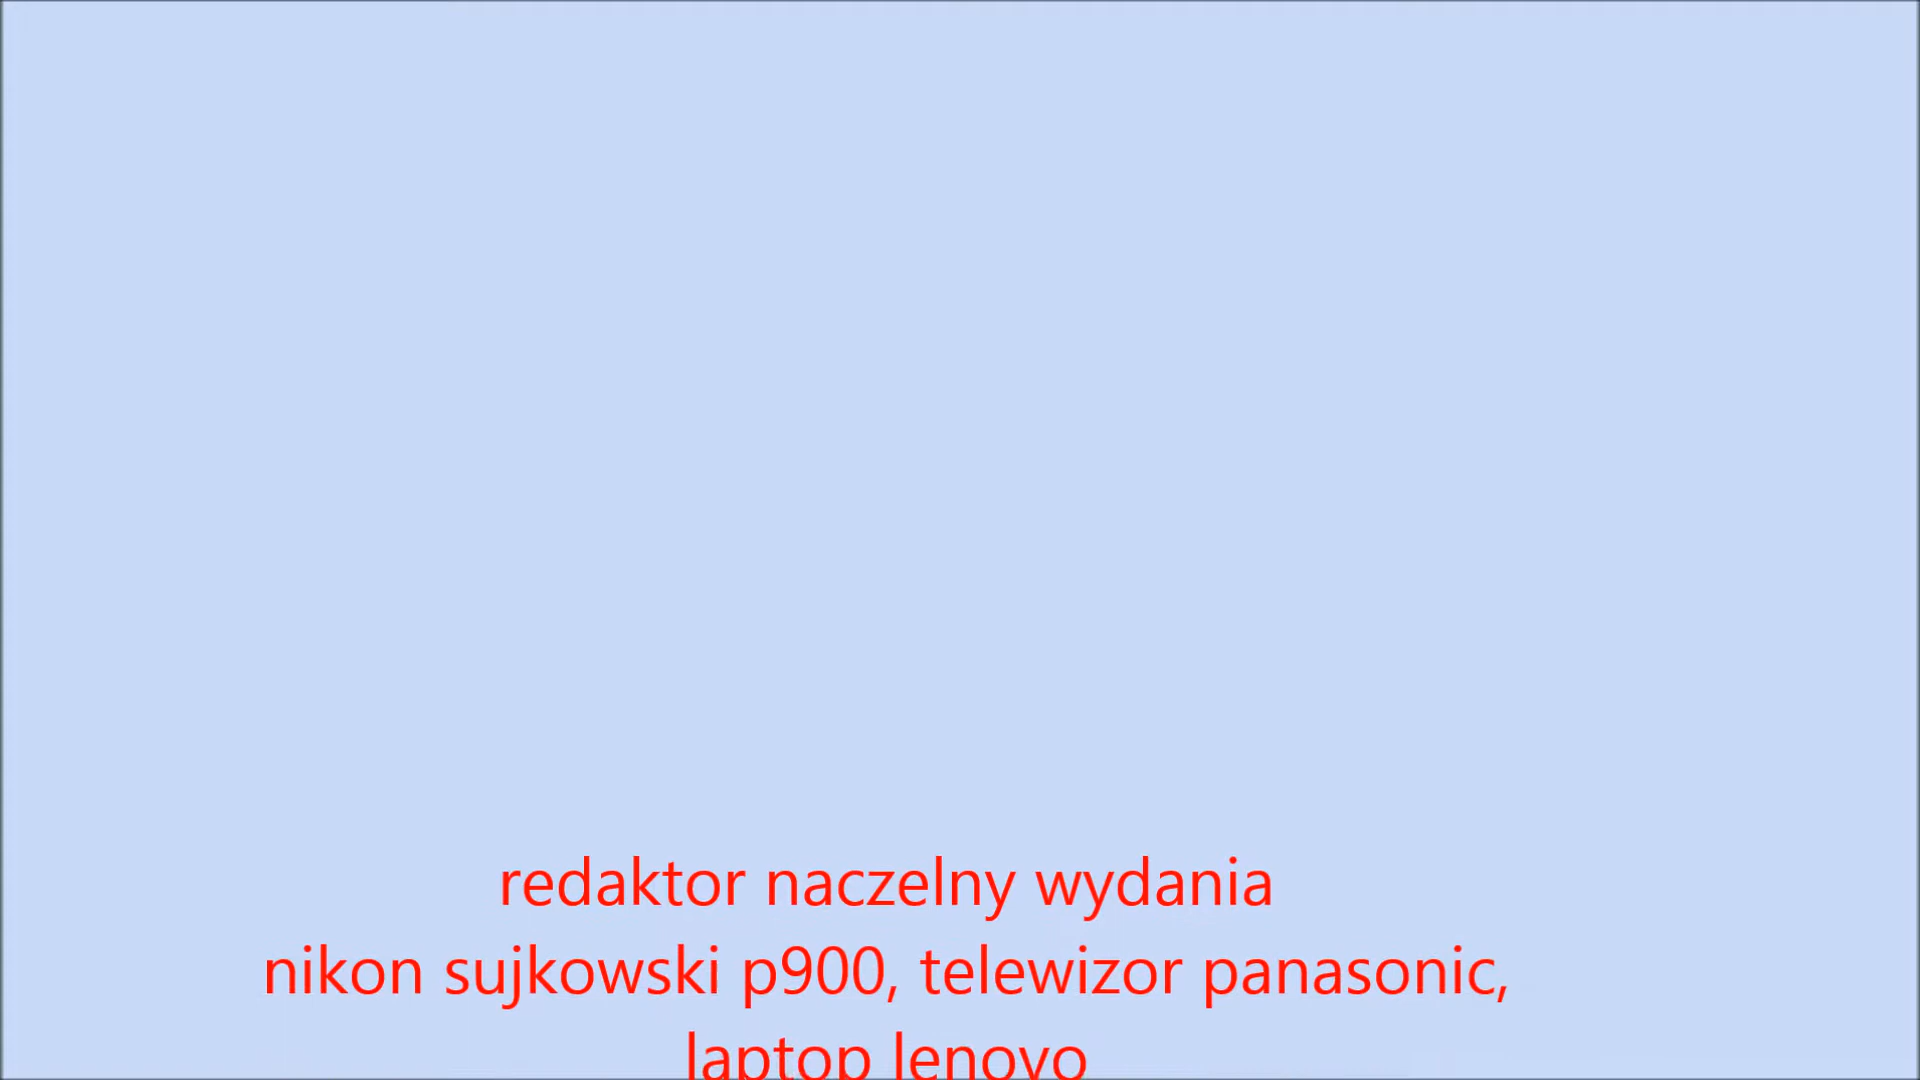 redaktor naczelny wydania
nikon sujkowski p900, telewizor panasonic,
laptop lenovo